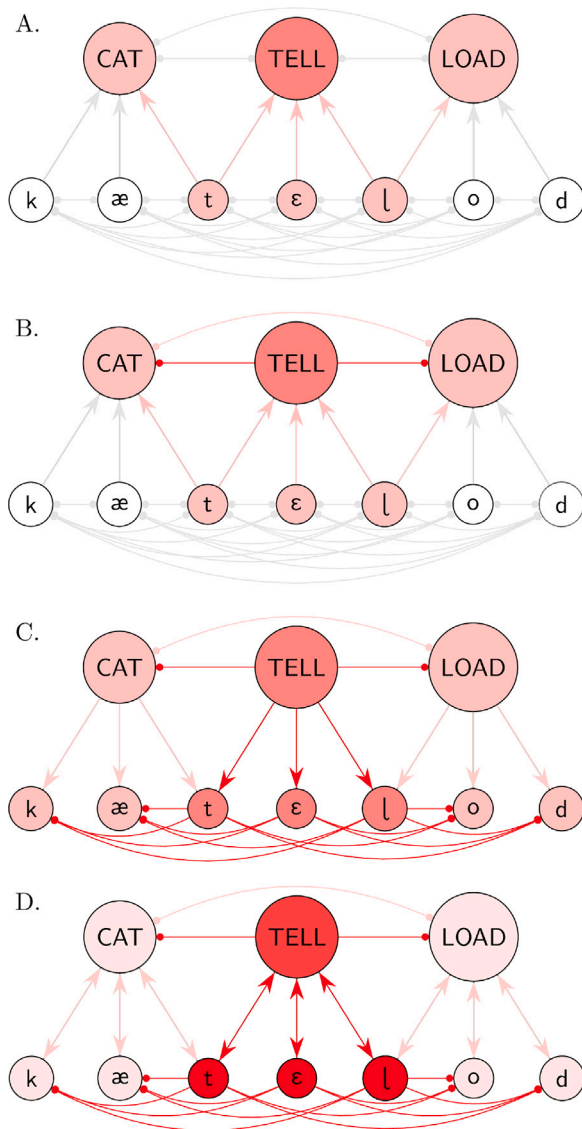 A.
CAT TELL LOAD
k æ t ɛ ɭ o d
B.
CAT TELL LOAD
k æ t ɛ ɭ o d
C.
CAT TELL LOAD
k æ t ɛ ɭ o d
D.
CAT TELL LOAD
k æ t ɛ ɭ o d